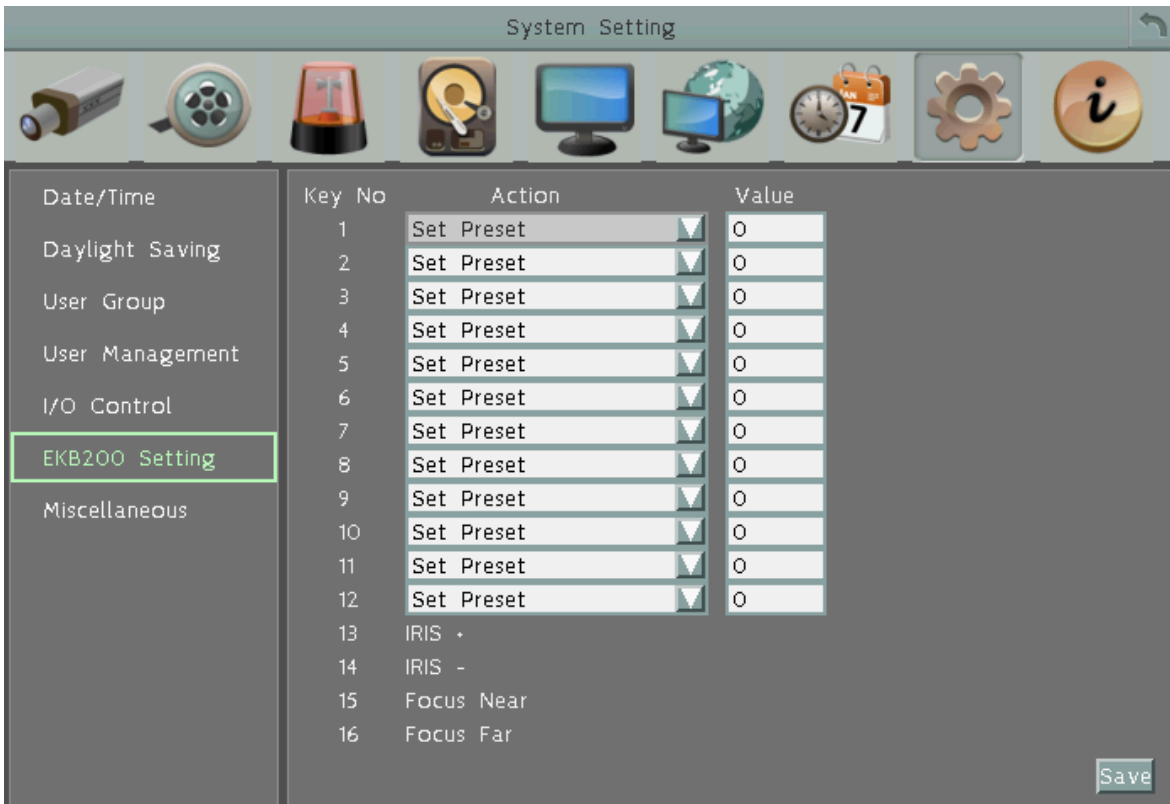 System Setting
JAN
7
Date/Time
Daylight Saving
User Group
User Management
I/O Control
EKB200 Setting
Miscellaneous
Key No Action Value
1 Set Preset 0
2 Set Preset 0
3 Set Preset 0
4 Set Preset 0
5 Set Preset 0
6 Set Preset 0
7 Set Preset 0
8 Set Preset 0
9 Set Preset 0
10 Set Preset 0
11 Set Preset 0
12 Set Preset 0
13 IRIS +
14 IRIS -
15 Focus Near
16 Focus Far
Save